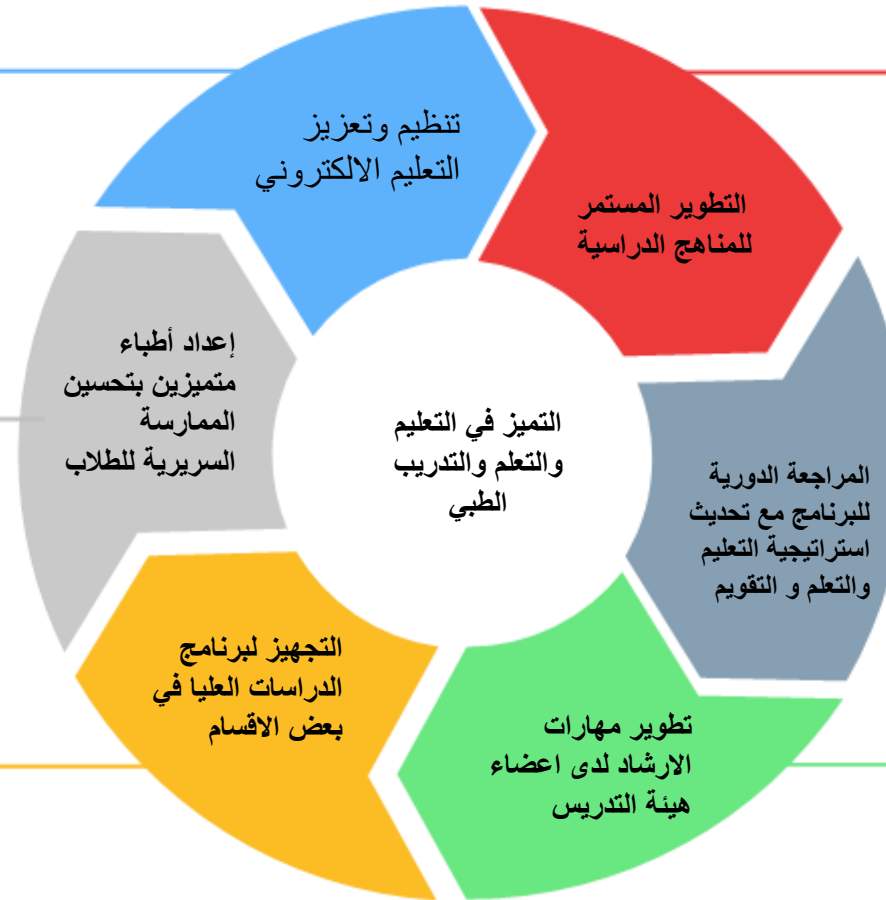 تنظيم وتعزيز
التعليم الالكتروني
التطوير المستمر
للمناهج الدراسية
إعداد أطباء
متميزين بتحسين
الممارسة
السريرية للطلاب
التميز في التعليم
والتعلم والتدريب
الطبي
المراجعة الدورية
للبرنامج مع تحديث
استراتيجية التعليم
والتعلم و التقويم
التجهيز لبرنامج
الدراسات العليا في
بعض الاقسام
تطوير مهارات
الارشاد لدى اعضاء
هيئة التدريس